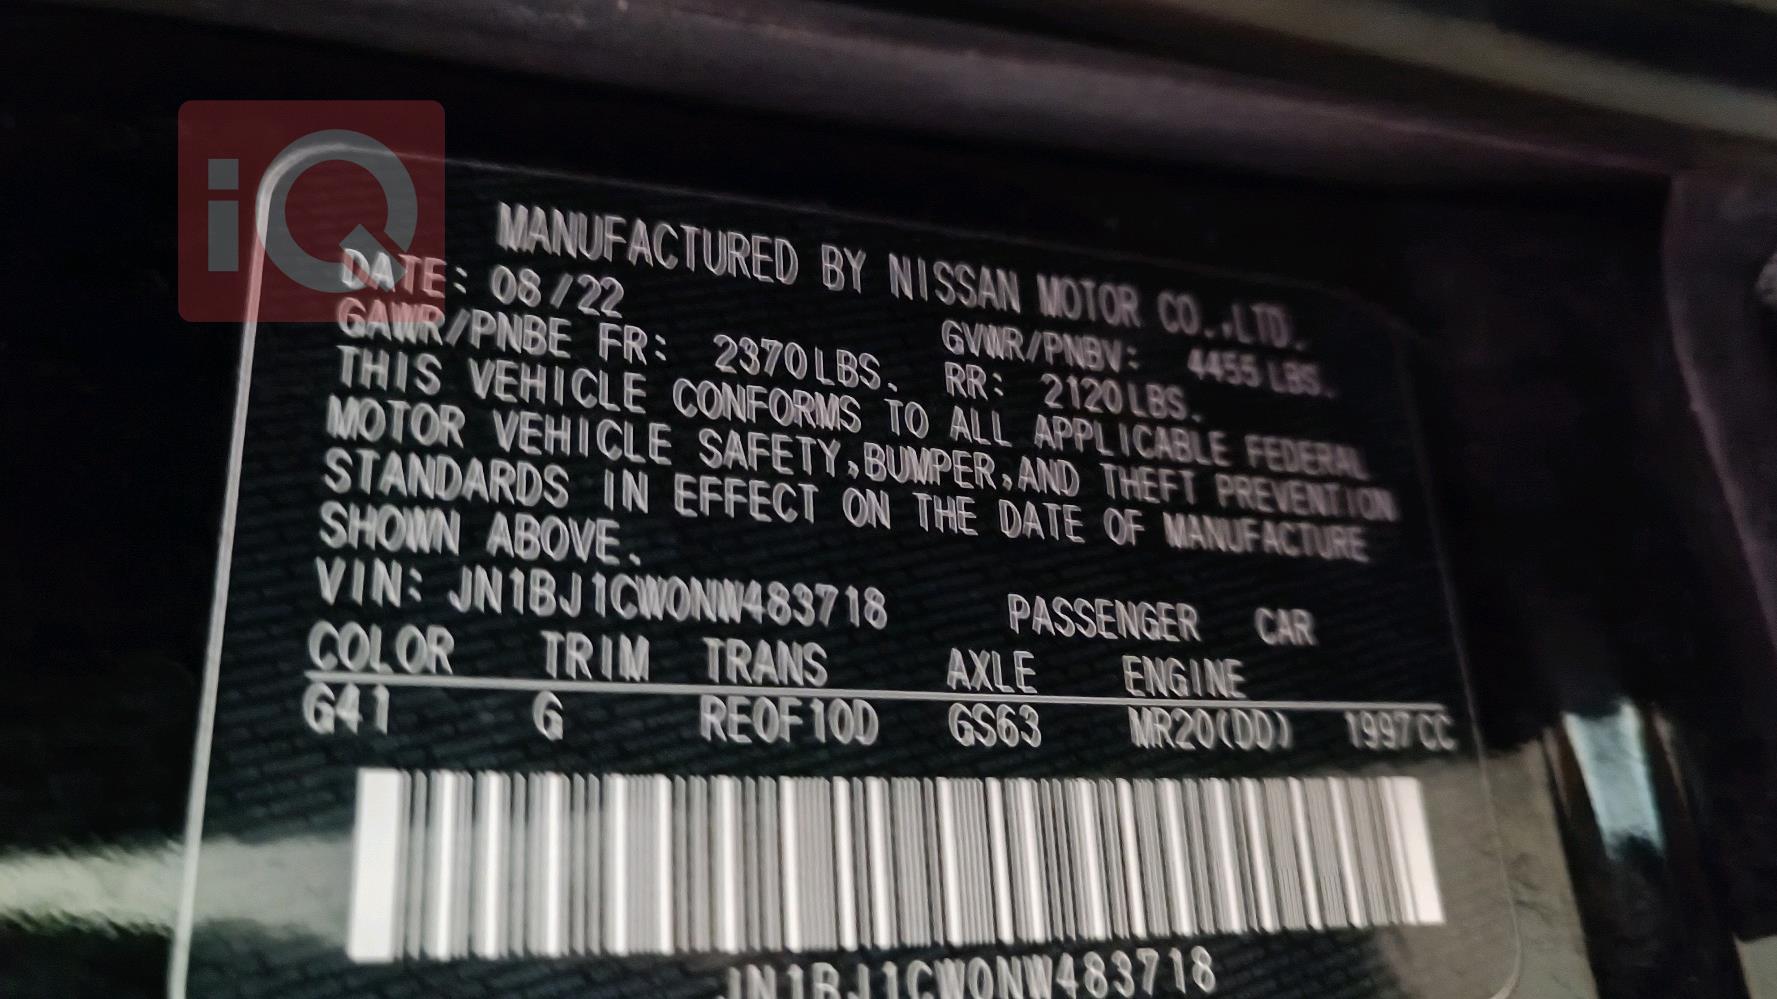 iQ
MANUFACTURED BY NISSAN MOTOR CO.,LTD.
DATE: 08/22 GVWR/PNBV: 4455 LBS.
GAWR/PNBE FR: 2370LBS. RR: 2120LBS.
THIS VEHICLE CONFORMS TO ALL APPLICABLE FEDERAL
MOTOR VEHICLE SAFETY,BUMPER,AND THEFT PREVENTION
STANDARDS IN EFFECT ON THE DATE OF MANUFACTURE
SHOWN ABOVE.
VIN: JN1BJ1CW0NW483718 PASSENGER CAR
COLOR TRIM TRANS AXLE ENGINE
G41 G RE0F10D GS63 MR20(DD) 1997CC
JN1BJ1CW0NW483718